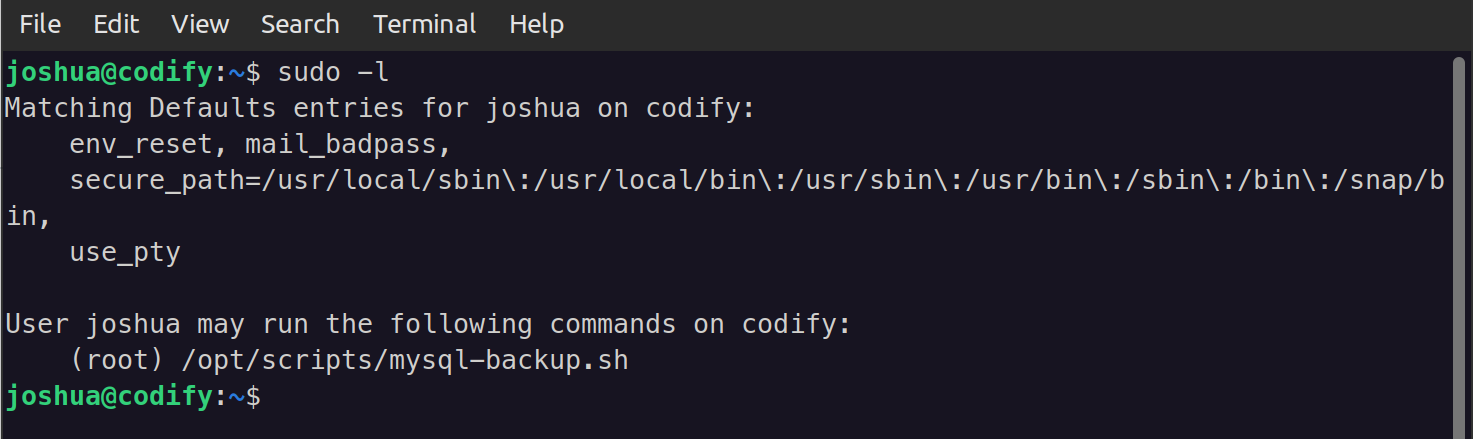 File Edit View Search Terminal Help
joshua@codify:~$ sudo -l
Matching Defaults entries for joshua on codify:
    env_reset, mail_badpass,
    secure_path=/usr/local/sbin\:/usr/local/bin\:/usr/sbin\:/usr/bin\:/sbin\:/bin\:/snap/b
in,
    use_pty
User joshua may run the following commands on codify:
    (root) /opt/scripts/mysql-backup.sh
joshua@codify:~$